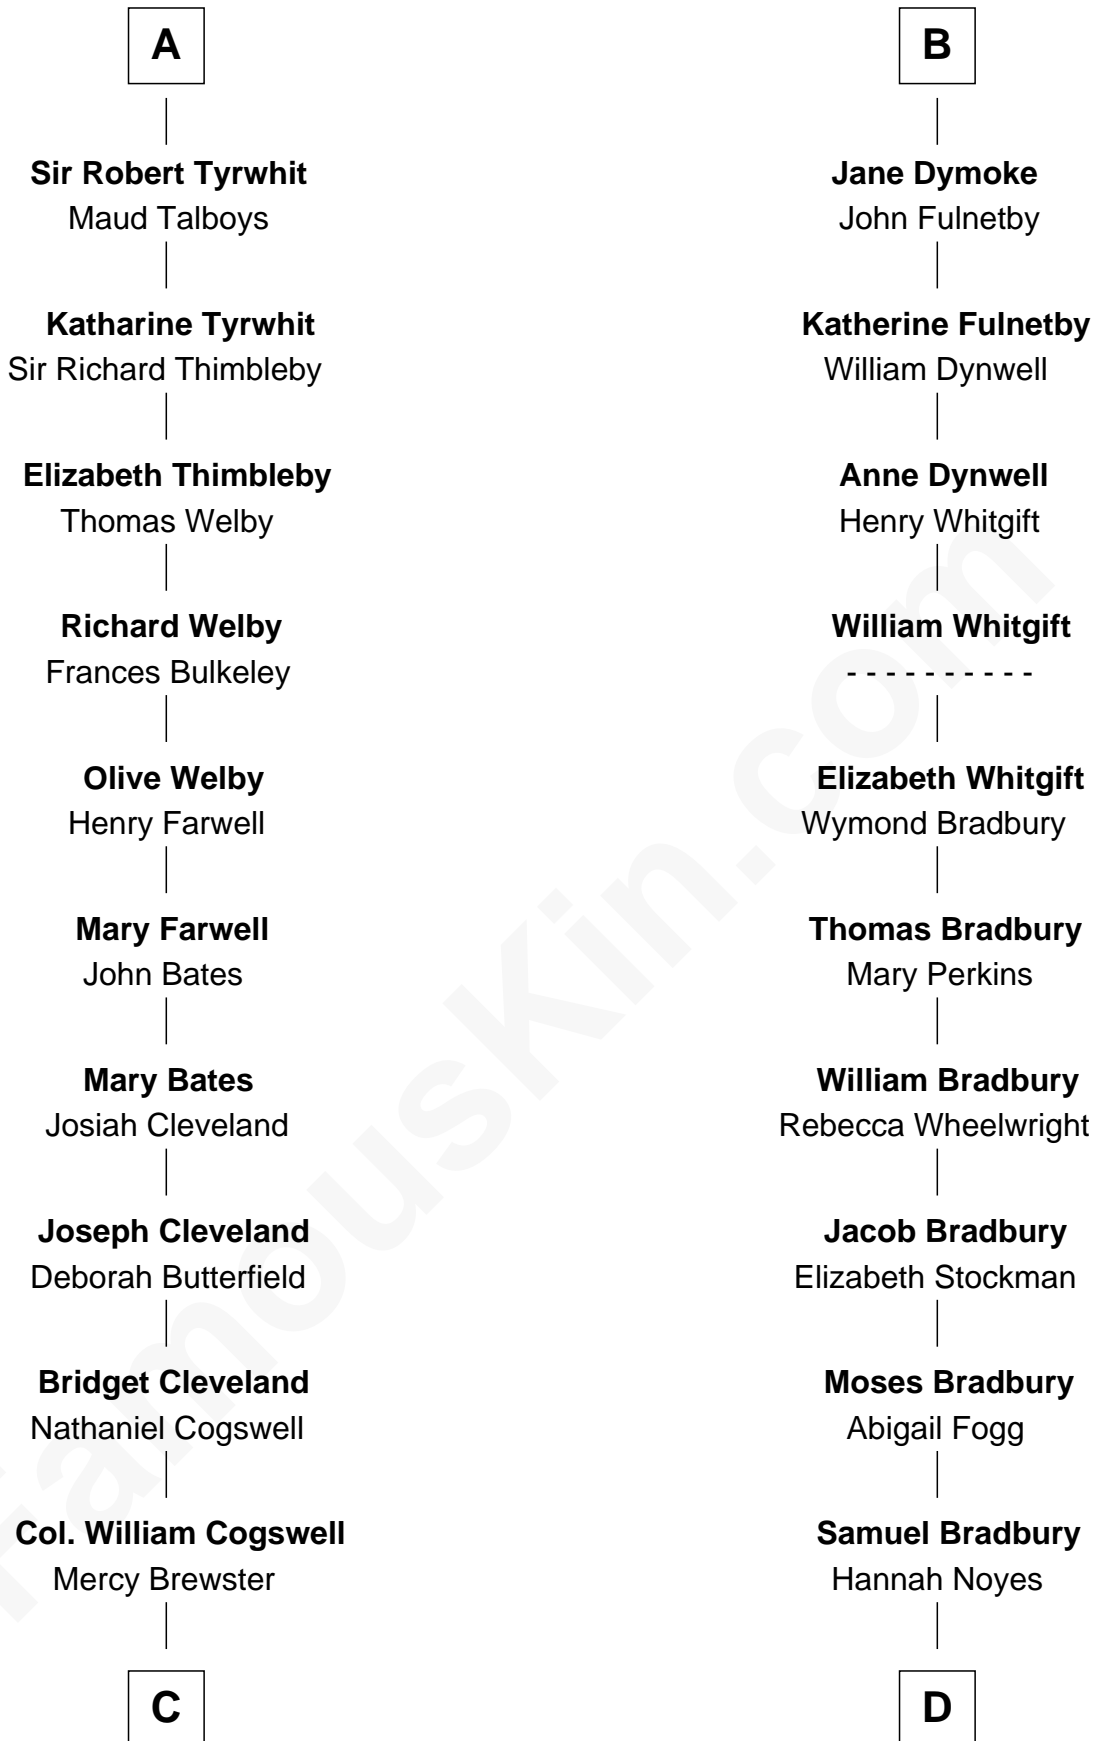 A
Sir Robert Tyrwhit
Maud Talboys
Katharine Tyrwhit
Sir Richard Thimbleby
Elizabeth Thimbleby
Thomas Welby
Richard Welby
Frances Bulkeley
Olive Welby
Henry Farwell
Mary Farwell
John Bates
Mary Bates
Josiah Cleveland
Joseph Cleveland
Deborah Butterfield
Bridget Cleveland
Nathaniel Cogswell
Col. William Cogswell
Mercy Brewster
C
B
Jane Dymoke
John Fulnetby
Katherine Fulnetby
William Dynwell
Anne Dynwell
Henry Whitgift
William Whitgift
- - - - - - - - - -
Elizabeth Whitgift
Wymond Bradbury
Thomas Bradbury
Mary Perkins
William Bradbury
Rebecca Wheelwright
Jacob Bradbury
Elizabeth Stockman
Moses Bradbury
Abigail Fogg
Samuel Bradbury
Hannah Noyes
D
FamousKin.com